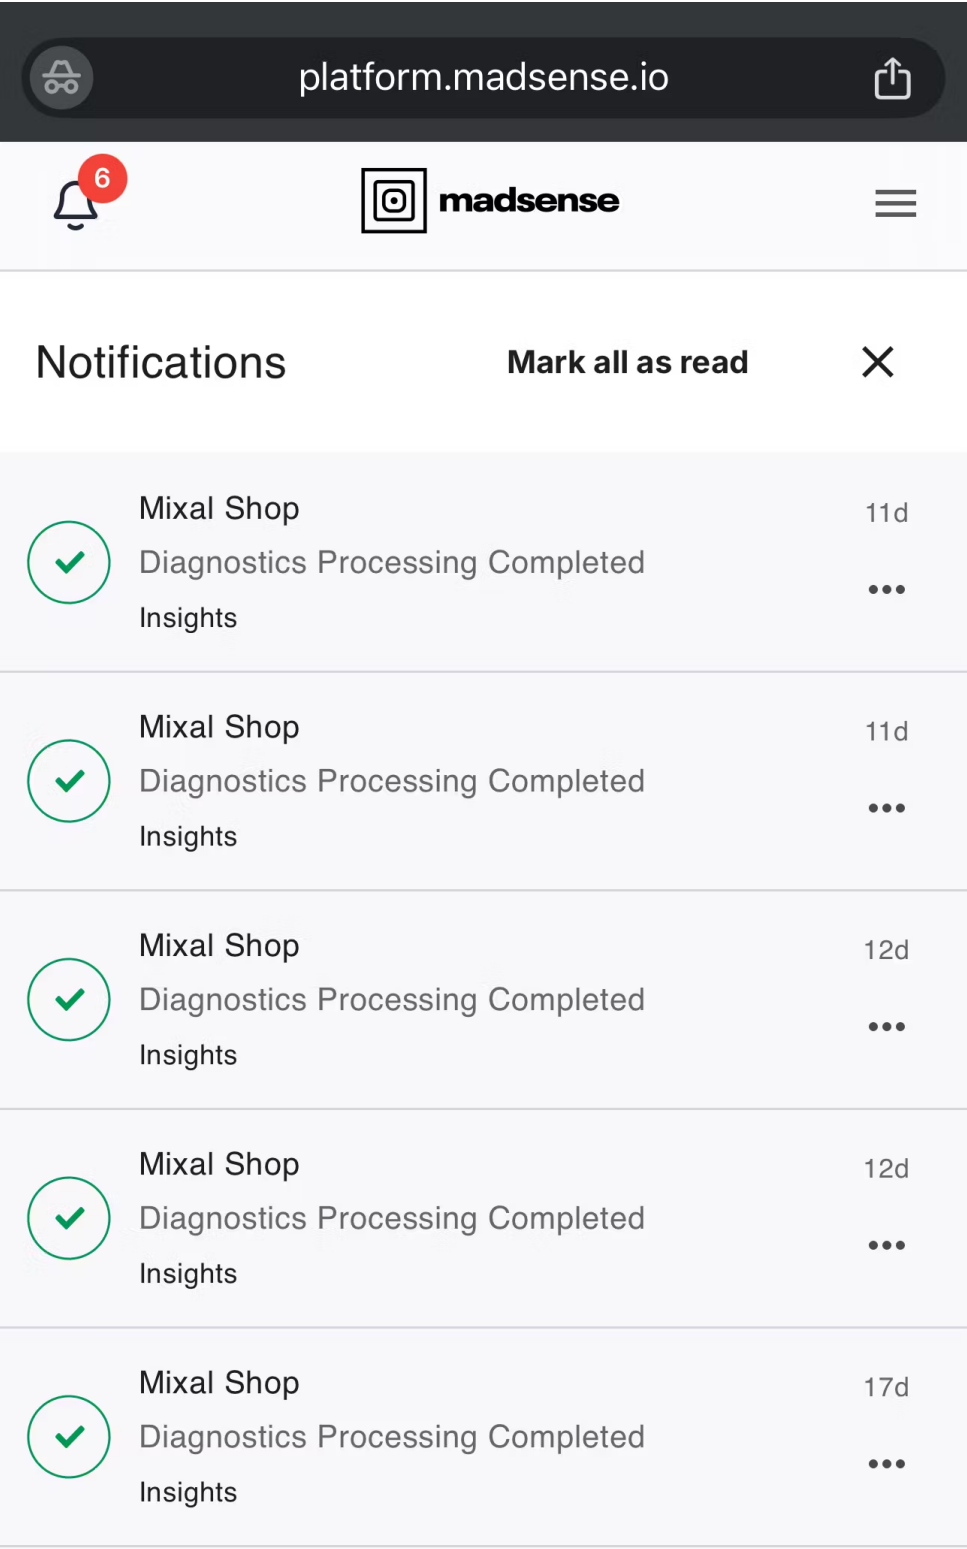 platform.madsense.io
6
madsense
Notifications
Mark all as read
Mixal Shop
11d
Diagnostics Processing Completed
Insights
Mixal Shop
11d
Diagnostics Processing Completed
Insights
Mixal Shop
12d
Diagnostics Processing Completed
Insights
Mixal Shop
12d
Diagnostics Processing Completed
Insights
Mixal Shop
17d
Diagnostics Processing Completed
Insights